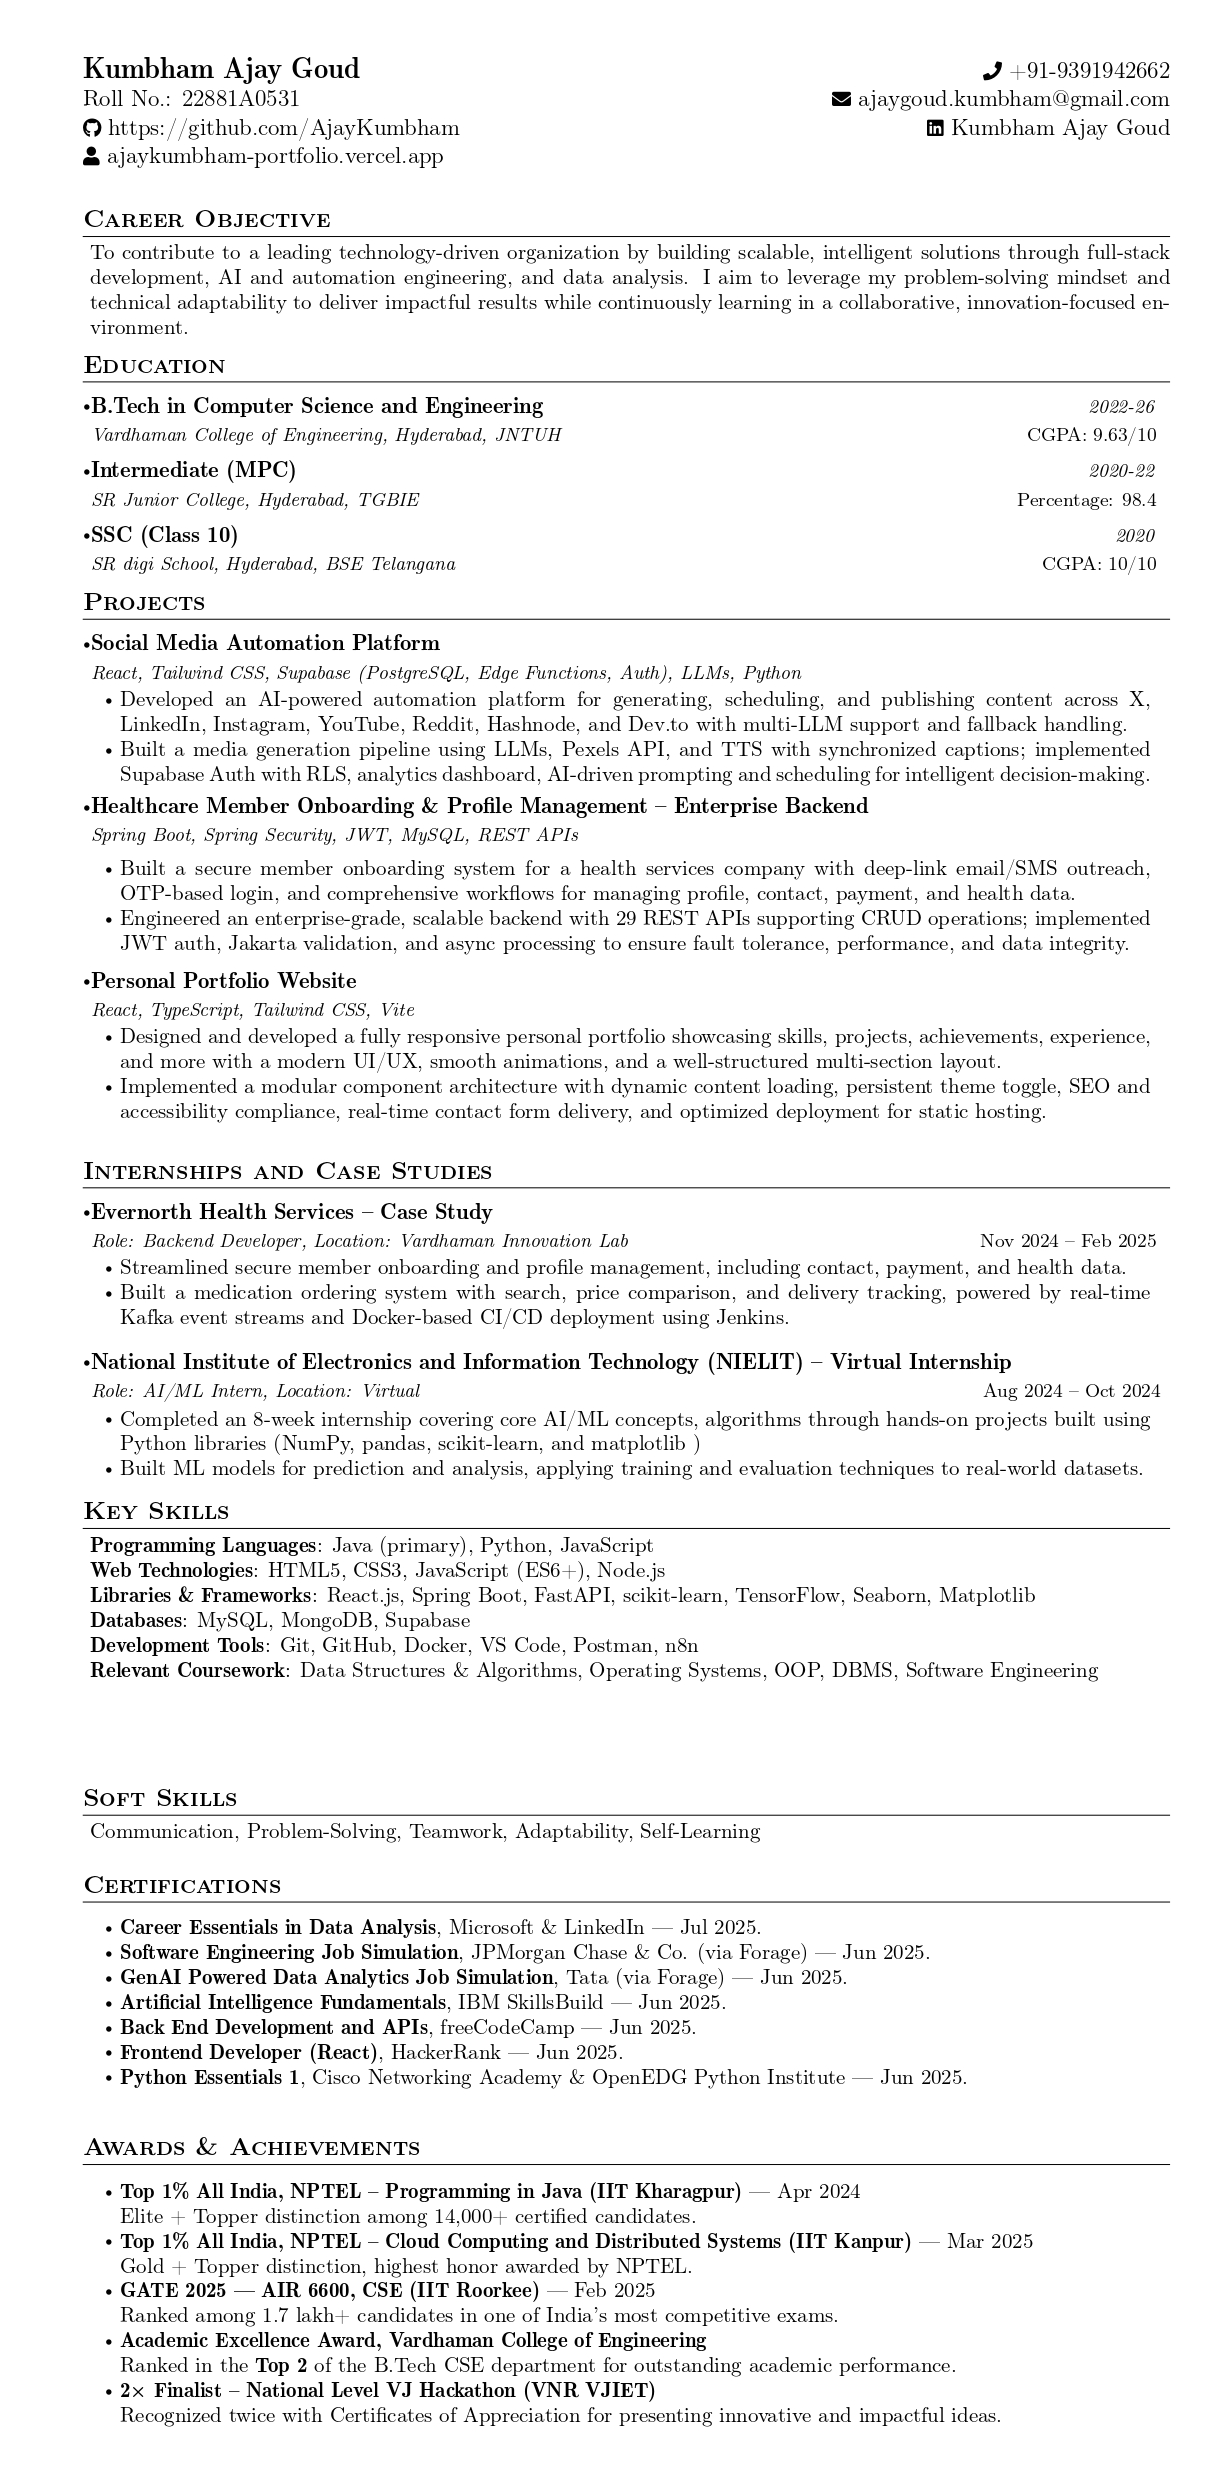 Kumbham Ajay Goud
Roll No.: 22881A0531
https://github.com/AjayKumbham
ajaykumbham-portfolio.vercel.app
+91-9391942662
ajaygoud.kumbham@gmail.com
Kumbham Ajay Goud
Career Objective
To contribute to a leading technology-driven organization by building scalable, intelligent solutions through full-stack
development, AI and automation engineering, and data analysis. I aim to leverage my problem-solving mindset and
technical adaptability to deliver impactful results while continuously learning in a collaborative, innovation-focused en-
vironment.
Education
•B.Tech in Computer Science and Engineering 2022-26
Vardhaman College of Engineering, Hyderabad, JNTUH CGPA: 9.63/10
•Intermediate (MPC) 2020-22
SR Junior College, Hyderabad, TGBIE Percentage: 98.4
•SSC (Class 10) 2020
SR digi School, Hyderabad, BSE Telangana CGPA: 10/10
Projects
•Social Media Automation Platform
React, Tailwind CSS, Supabase (PostgreSQL, Edge Functions, Auth), LLMs, Python
• Developed an AI-powered automation platform for generating, scheduling, and publishing content across X,
LinkedIn, Instagram, YouTube, Reddit, Hashnode, and Dev.to with multi-LLM support and fallback handling.
• Built a media generation pipeline using LLMs, Pexels API, and TTS with synchronized captions; implemented
Supabase Auth with RLS, analytics dashboard, AI-driven prompting and scheduling for intelligent decision-making.
•Healthcare Member Onboarding & Profile Management – Enterprise Backend
Spring Boot, Spring Security, JWT, MySQL, REST APIs
• Built a secure member onboarding system for a health services company with deep-link email/SMS outreach,
OTP-based login, and comprehensive workflows for managing profile, contact, payment, and health data.
• Engineered an enterprise-grade, scalable backend with 29 REST APIs supporting CRUD operations; implemented
JWT auth, Jakarta validation, and async processing to ensure fault tolerance, performance, and data integrity.
•Personal Portfolio Website
React, TypeScript, Tailwind CSS, Vite
• Designed and developed a fully responsive personal portfolio showcasing skills, projects, achievements, experience,
and more with a modern UI/UX, smooth animations, and a well-structured multi-section layout.
• Implemented a modular component architecture with dynamic content loading, persistent theme toggle, SEO and
accessibility compliance, real-time contact form delivery, and optimized deployment for static hosting.
Internships and Case Studies
•Evernorth Health Services – Case Study
Role: Backend Developer, Location: Vardhaman Innovation Lab Nov 2024 – Feb 2025
• Streamlined secure member onboarding and profile management, including contact, payment, and health data.
• Built a medication ordering system with search, price comparison, and delivery tracking, powered by real-time
Kafka event streams and Docker-based CI/CD deployment using Jenkins.
•National Institute of Electronics and Information Technology (NIELIT) – Virtual Internship
Role: AI/ML Intern, Location: Virtual Aug 2024 – Oct 2024
• Completed an 8-week internship covering core AI/ML concepts, algorithms through hands-on projects built using
Python libraries (NumPy, pandas, scikit-learn, and matplotlib )
• Built ML models for prediction and analysis, applying training and evaluation techniques to real-world datasets.
Key Skills
Programming Languages: Java (primary), Python, JavaScript
Web Technologies: HTML5, CSS3, JavaScript (ES6+), Node.js
Libraries & Frameworks: React.js, Spring Boot, FastAPI, scikit-learn, TensorFlow, Seaborn, Matplotlib
Databases: MySQL, MongoDB, Supabase
Development Tools: Git, GitHub, Docker, VS Code, Postman, n8n
Relevant Coursework: Data Structures & Algorithms, Operating Systems, OOP, DBMS, Software Engineering
Soft Skills
Communication, Problem-Solving, Teamwork, Adaptability, Self-Learning
Certifications
• Career Essentials in Data Analysis, Microsoft & LinkedIn — Jul 2025.
• Software Engineering Job Simulation, JPMorgan Chase & Co. (via Forage) — Jun 2025.
• GenAI Powered Data Analytics Job Simulation, Tata (via Forage) — Jun 2025.
• Artificial Intelligence Fundamentals, IBM SkillsBuild — Jun 2025.
• Back End Development and APIs, freeCodeCamp — Jun 2025.
• Frontend Developer (React), HackerRank — Jun 2025.
• Python Essentials 1, Cisco Networking Academy & OpenEDG Python Institute — Jun 2025.
Awards & Achievements
• Top 1% All India, NPTEL – Programming in Java (IIT Kharagpur) — Apr 2024
Elite + Topper distinction among 14,000+ certified candidates.
• Top 1% All India, NPTEL – Cloud Computing and Distributed Systems (IIT Kanpur) — Mar 2025
Gold + Topper distinction, highest honor awarded by NPTEL.
• GATE 2025 — AIR 6600, CSE (IIT Roorkee) — Feb 2025
Ranked among 1.7 lakh+ candidates in one of India's most competitive exams.
• Academic Excellence Award, Vardhaman College of Engineering
Ranked in the Top 2 of the B.Tech CSE department for outstanding academic performance.
• 2× Finalist – National Level VJ Hackathon (VNR VJIET)
Recognized twice with Certificates of Appreciation for presenting innovative and impactful ideas.